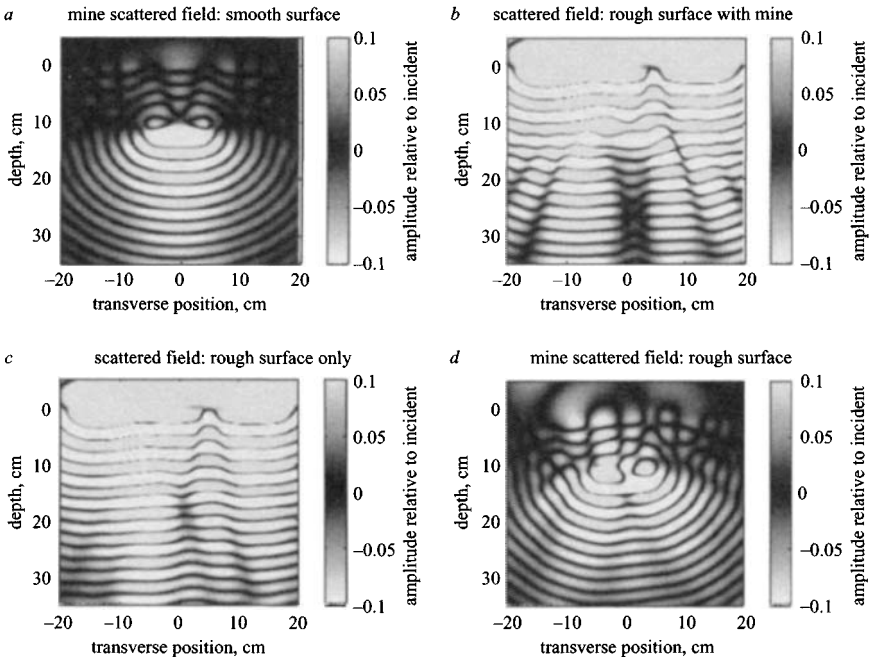 a mine scattered field: smooth surface
0
10
20
30
depth, cm
−20 −10 0 10 20
transverse position, cm
0.1
0.05
0
−0.05
−0.1
amplitude relative to incident
b scattered field: rough surface with mine
0
10
20
30
depth, cm
−20 −10 0 10 20
transverse position, cm
0.1
0.05
0
−0.05
−0.1
amplitude relative to incident
c scattered field: rough surface only
0
10
20
30
depth, cm
−20 −10 0 10 20
transverse position, cm
0.1
0.05
0
−0.05
−0.1
amplitude relative to incident
d mine scattered field: rough surface
0
10
20
30
depth, cm
−20 −10 0 10 20
transverse position, cm
0.1
0.05
0
−0.05
−0.1
amplitude relative to incident